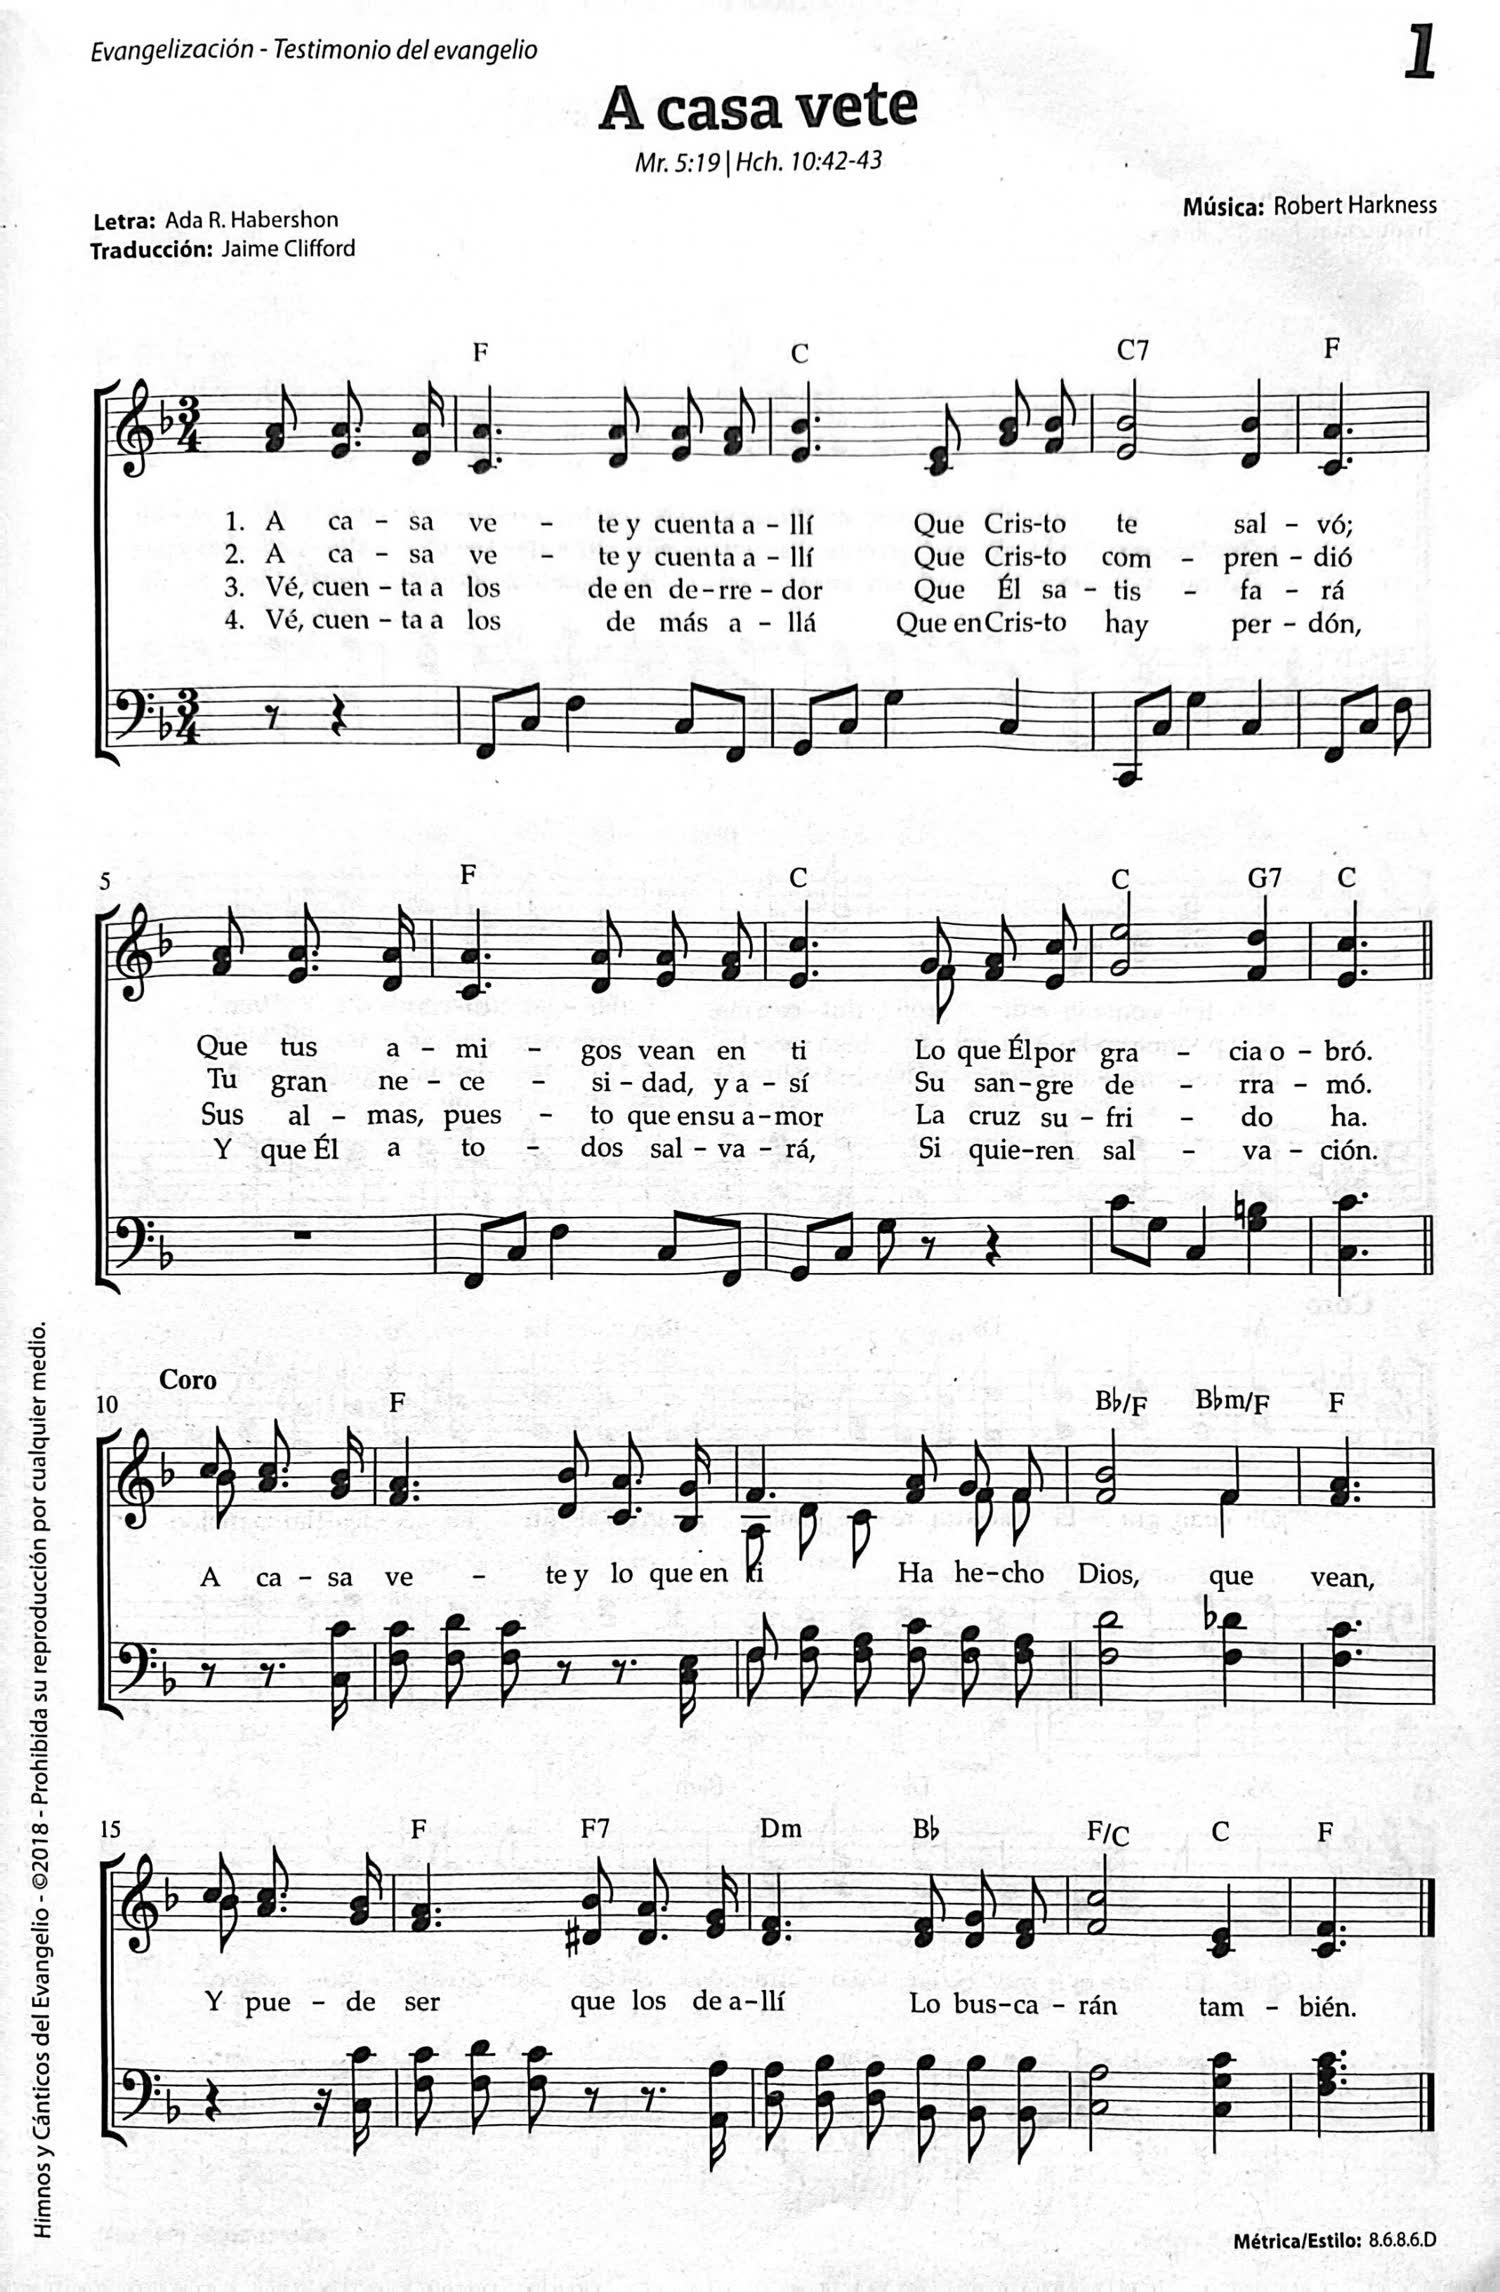 Evangelización - Testimonio del evangelio
1
A casa vete
Mr. 5:19 | Hch. 10:42-43
Letra: Ada R. Habershon
Música: Robert Harkness
Traducción: Jaime Clifford
F C C7 F
3 4
1. A ca - sa ve - te y cuenta a - llí Que Cris-to te sal - vó;
2. A ca - sa ve - te y cuenta a - llí Que Cris-to com - pren - dió
3. Vé, cuen - ta a los de en de-rre - dor Que Él sa - tis - fa - rá
4. Vé, cuen - ta a los de más a - llá Que en Cris-to hay per - dón,
3 4
5
F C C G7 C
Que tus a - mi - gos vean en ti Lo que Él por gra - cia o - bró.
Tu gran ne - ce - si - dad, y a - sí Su san-gre de - rra - mó.
Sus al - mas, pues - to que en su a-mor La cruz su - fri - do ha.
Y que Él a to - dos sal - va - rá, Si quie-ren sal - va - ción.
Coro
10
F B♭/F B♭m/F F
A ca - sa ve - te y lo que en ti Ha he-cho Dios, que vean,
15
F F7 Dm B♭ F/C C F
Y pue - de ser que los de a-llí Lo bus-ca - rán tam - bién.
Himnos y Cánticos del Evangelio - ©2018 - Prohibida su reproducción por cualquier medio.
Métrica/Estilo: 8.6.8.6.D